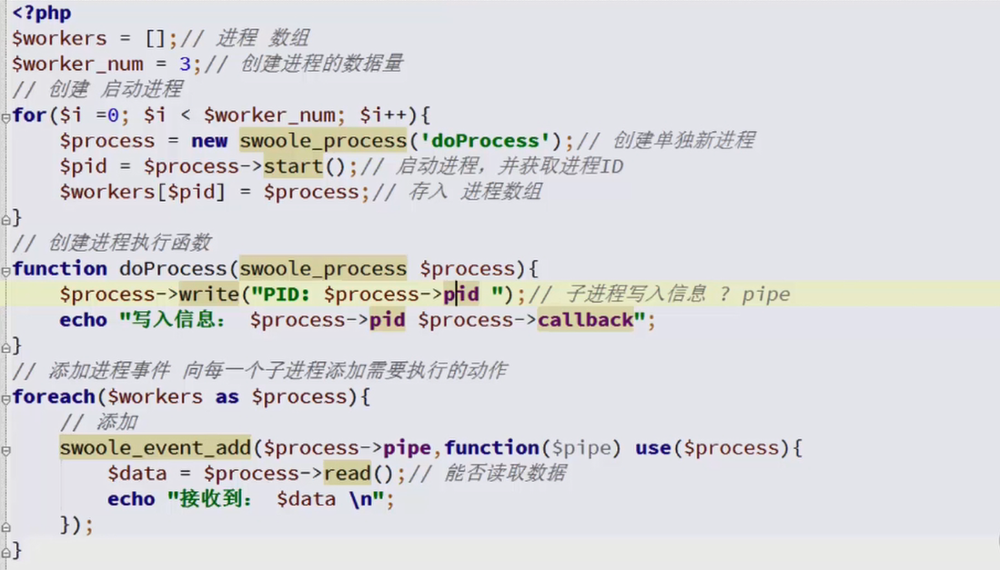 <?php
$workers = [];// 进程 数组
$worker_num = 3;// 创建进程的数据量
// 创建 启动进程
for($i =0; $i < $worker_num; $i++){
    $process = new swoole_process('doProcess');// 创建单独新进程
    $pid = $process->start();// 启动进程，并获取进程ID
    $workers[$pid] = $process;// 存入 进程数组
}
// 创建进程执行函数
function doProcess(swoole_process $process){
    $process->write("PID: $process->pid ");// 子进程写入信息 ? pipe
    echo "写入信息: $process->pid $process->callback";
}
// 添加进程事件 向每一个子进程添加需要执行的动作
foreach($workers as $process){
    // 添加
    swoole_event_add($process->pipe,function($pipe) use($process){
        $data = $process->read();// 能否读取数据
        echo "接收到: $data \n";
    });
}